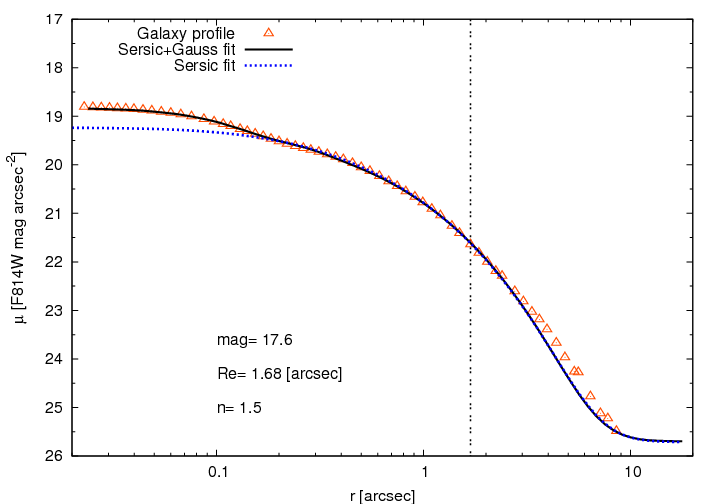 17
18
19
20
21
22
23
24
25
26
μ [F814W mag arcsec-2]
Galaxy profile
Sersic+Gauss fit
Sersic fit
mag= 17.6
Re= 1.68 [arcsec]
n= 1.5
0.1
1
10
r [arcsec]